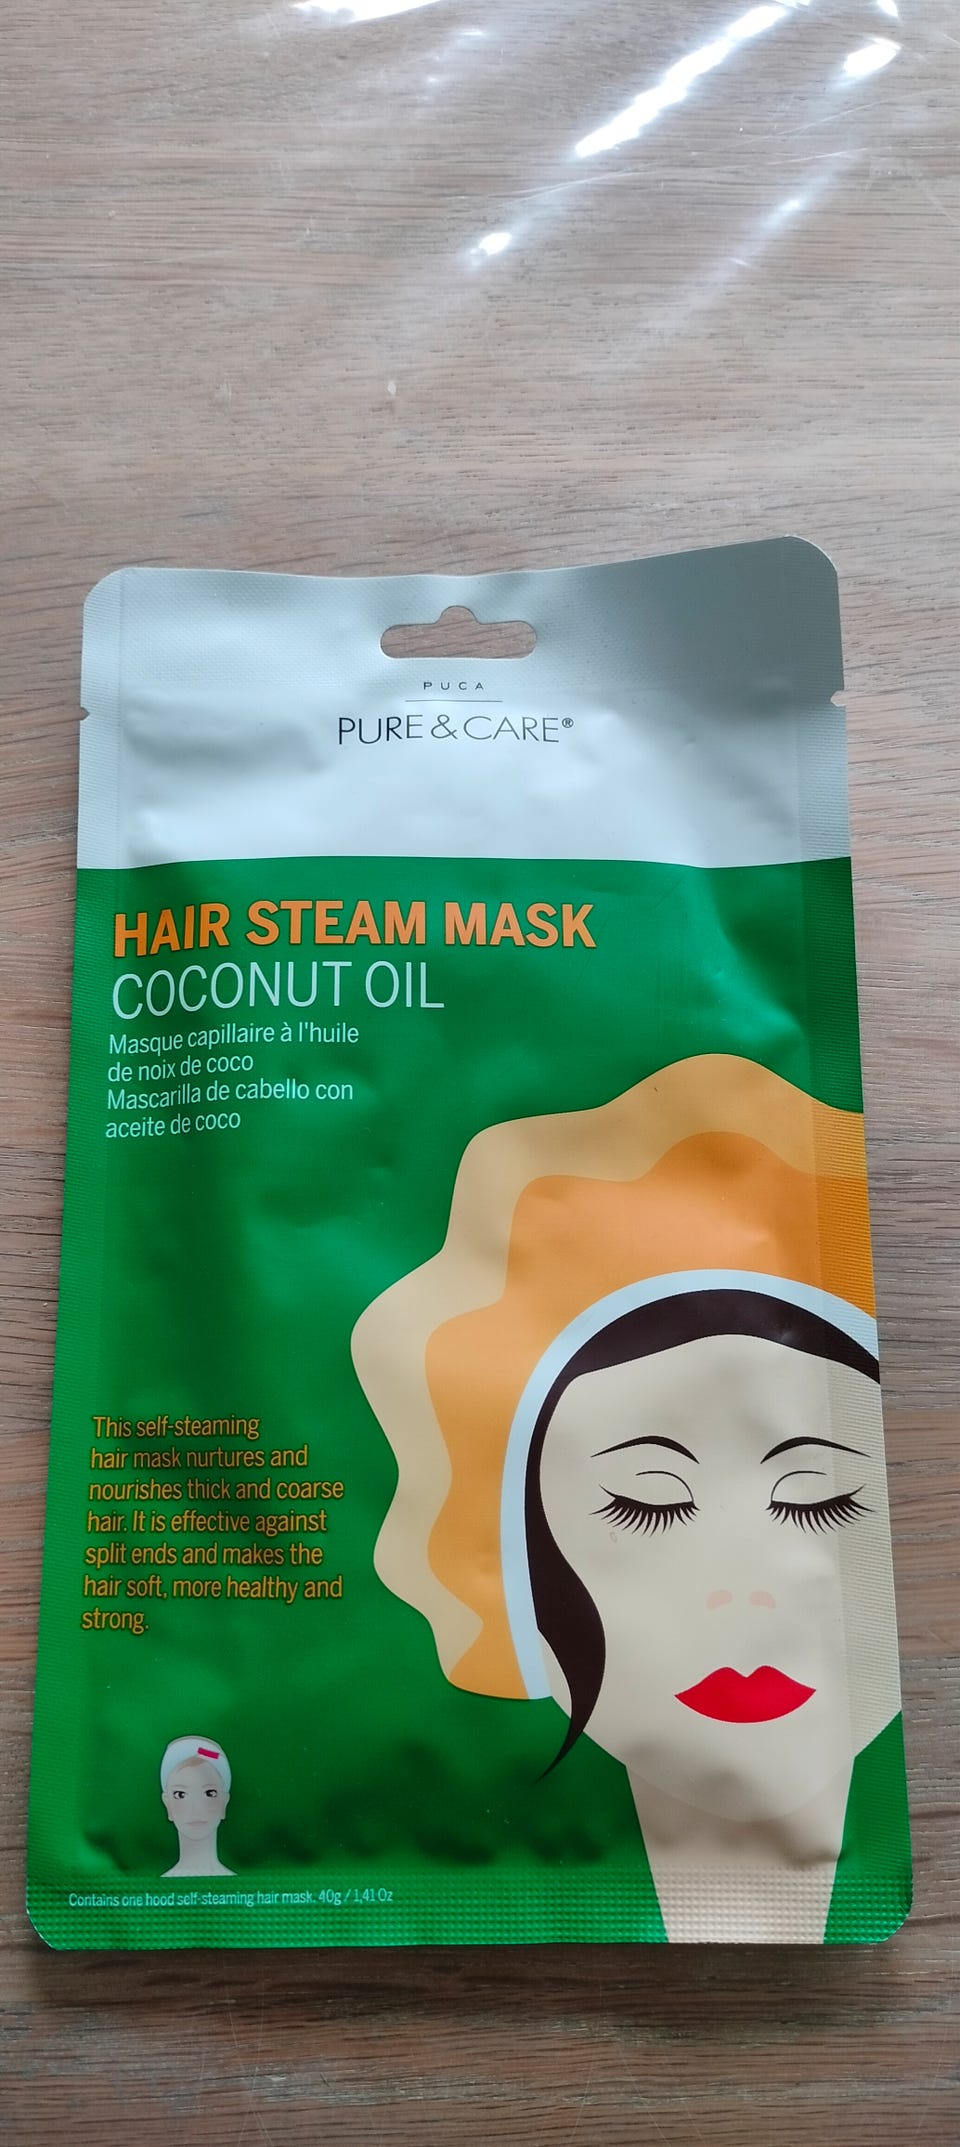 PUCA
PURE & CARE®
HAIR STEAM MASK
COCONUT OIL
Masque capillaire à l'huile
de noix de coco
Mascarilla de cabello con
aceite de coco
This self-steaming
hair mask nurtures and
nourishes thick and coarse
hair. It is effective against
split ends and makes the
hair soft, more healthy and
strong.
Contains one hood self-steaming hair mask. 40g / 1,41 Oz